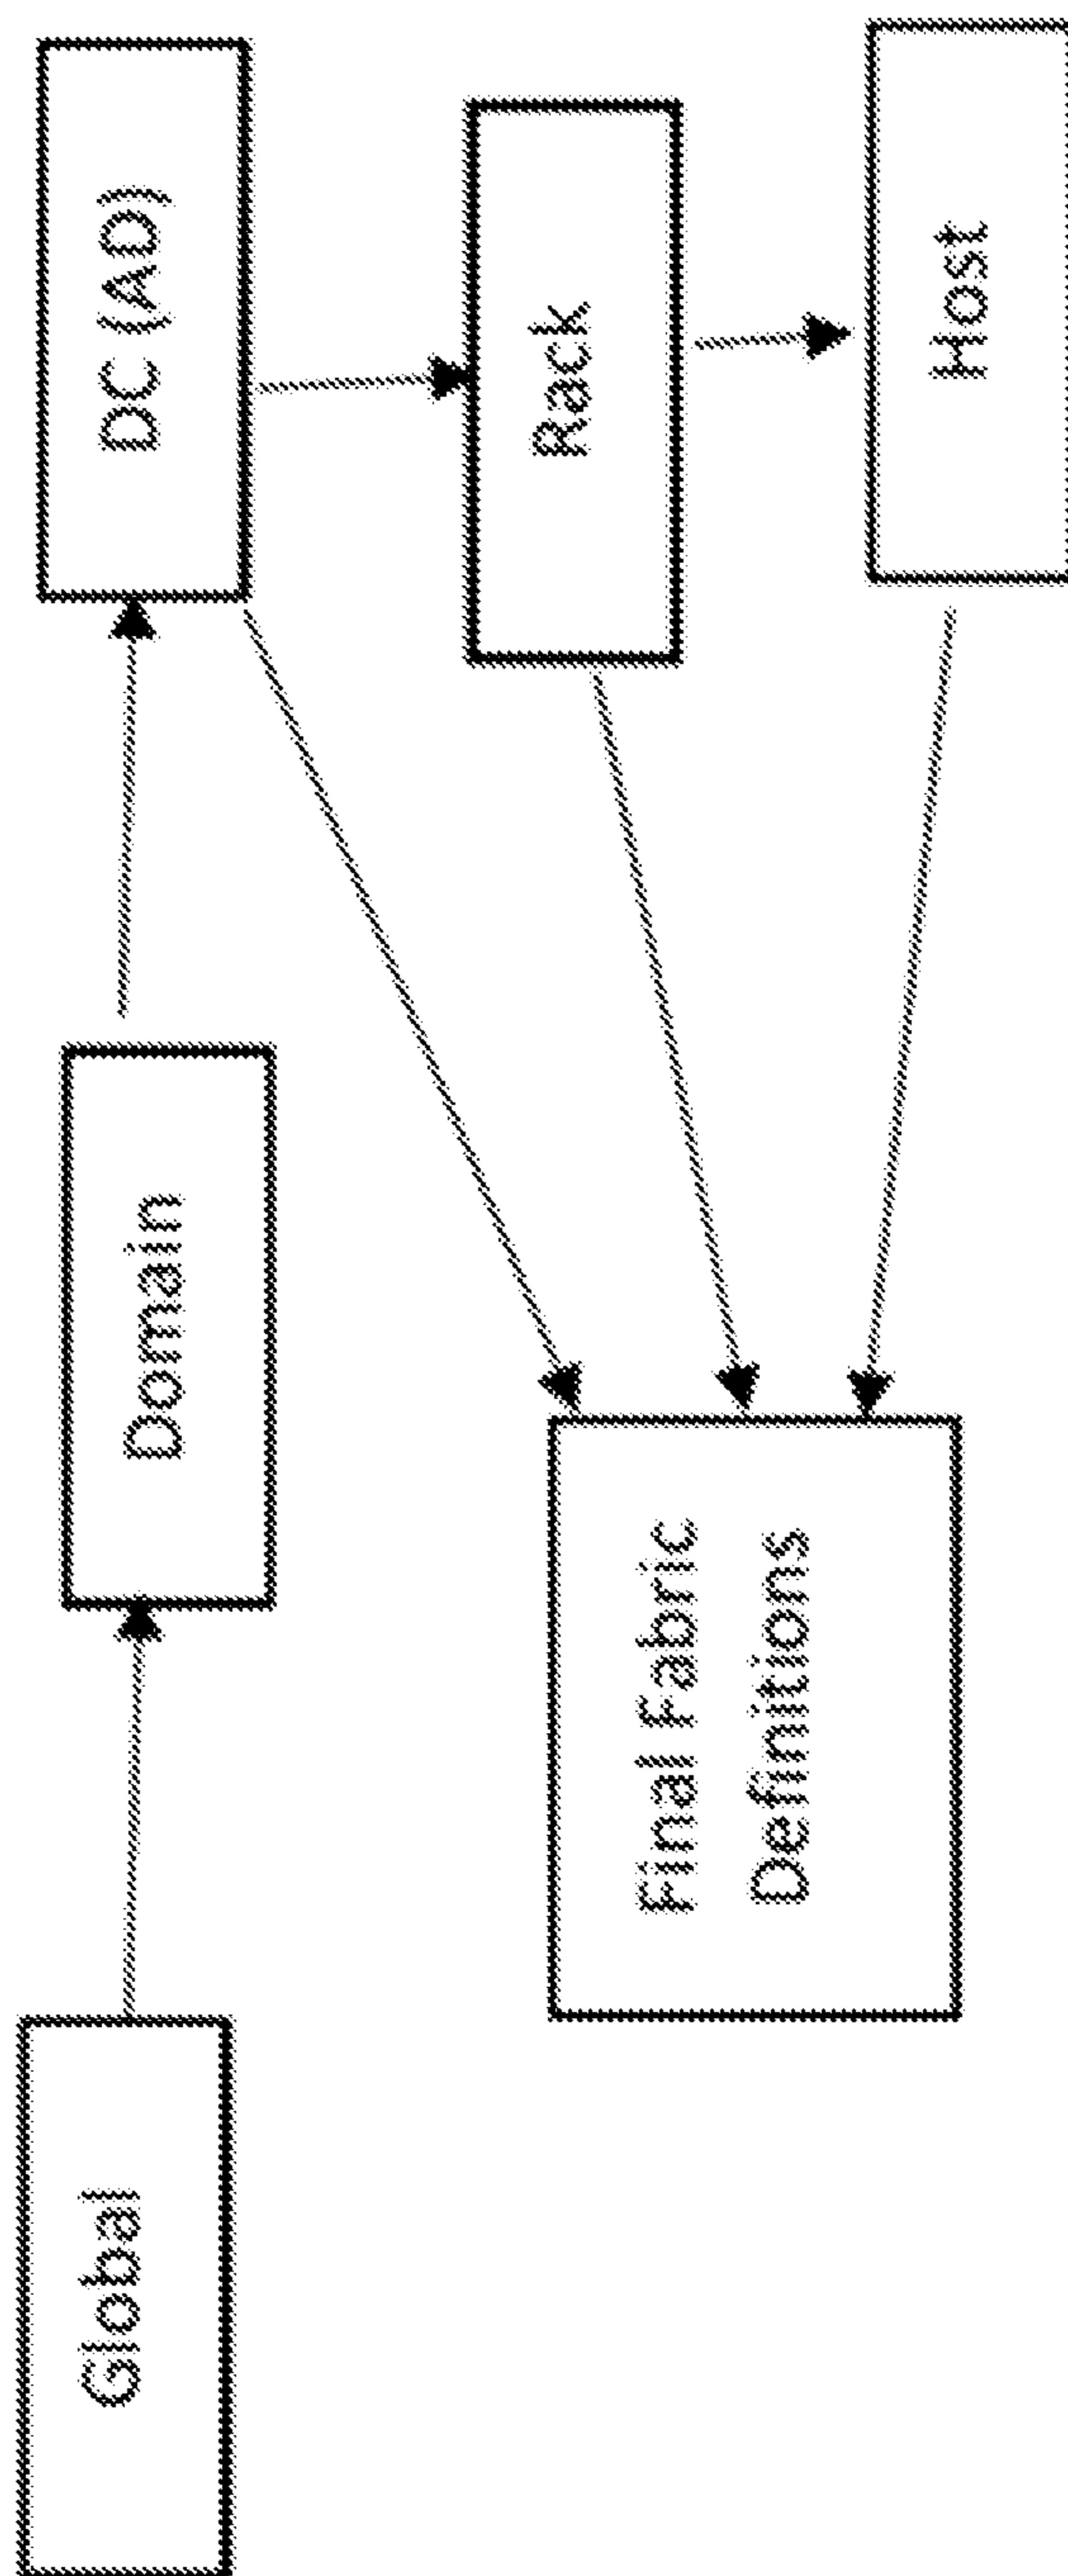 Global
Domain
DC (AD)
Rack
Host
Final Fabric
Definitions